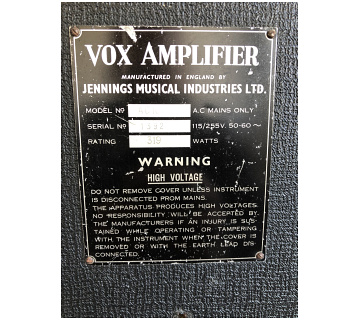 VOX AMPLIFIER
MANUFACTURED IN ENGLAND BY
JENNINGS MUSICAL INDUSTRIES LTD.
MODEL Nº A.C MAINS ONLY
SERIAL Nº 115/255V. 50-60~
RATING WATTS
WARNING
HIGH VOLTAGE
DO NOT REMOVE COVER UNLESS INSTRUMENT
IS DISCONNECTED FROM MAINS.
THE APPARATUS PRODUCES HIGH VOLTAGES
NO RESPONSIBILITY WILL BE ACCEPTED BY
THE MANUFACTURERS IF AN INJURY IS SUS-
TAINED WHILE OPERATING OR TAMPERING
WITH THE INSTRUMENT WHEN THE COVER IS
REMOVED OR WITH THE EARTH LEAD DIS-
CONNECTED.